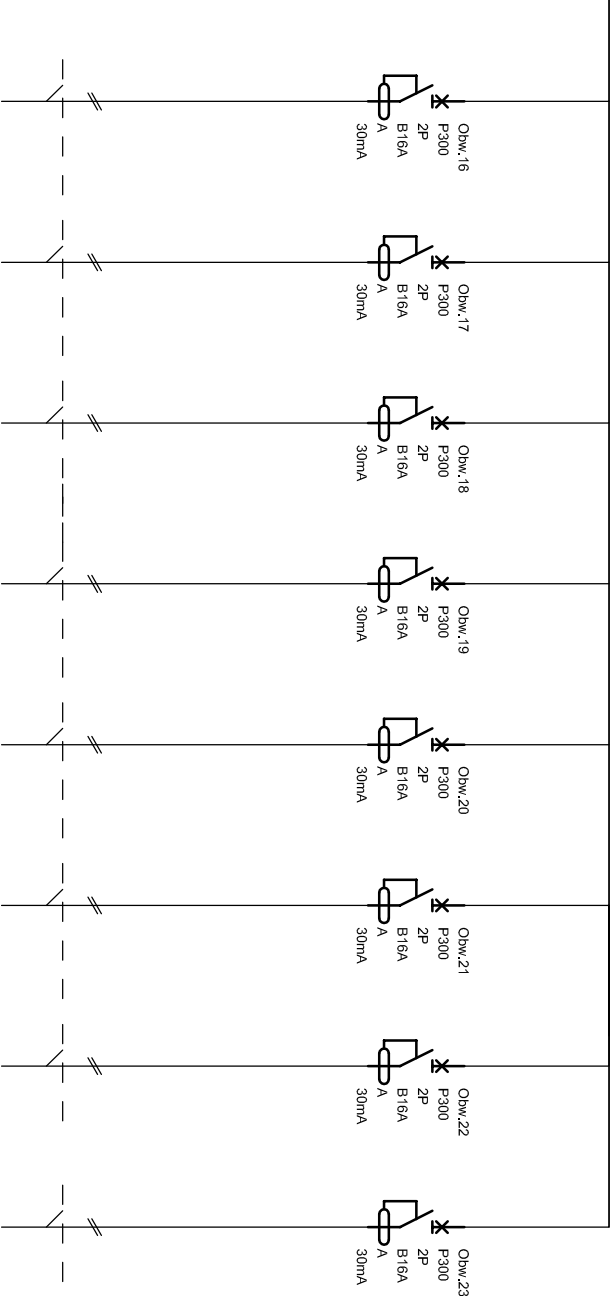 Obw.16
P300
2P
B16A
A
30mA
Obw.17
P300
2P
B16A
A
30mA
Obw.18
P300
2P
B16A
A
30mA
Obw.19
P300
2P
B16A
A
30mA
Obw.20
P300
2P
B16A
A
30mA
Obw.21
P300
2P
B16A
A
30mA
Obw.22
P300
2P
B16A
A
30mA
Obw.23
P300
2P
B16A
A
30mA